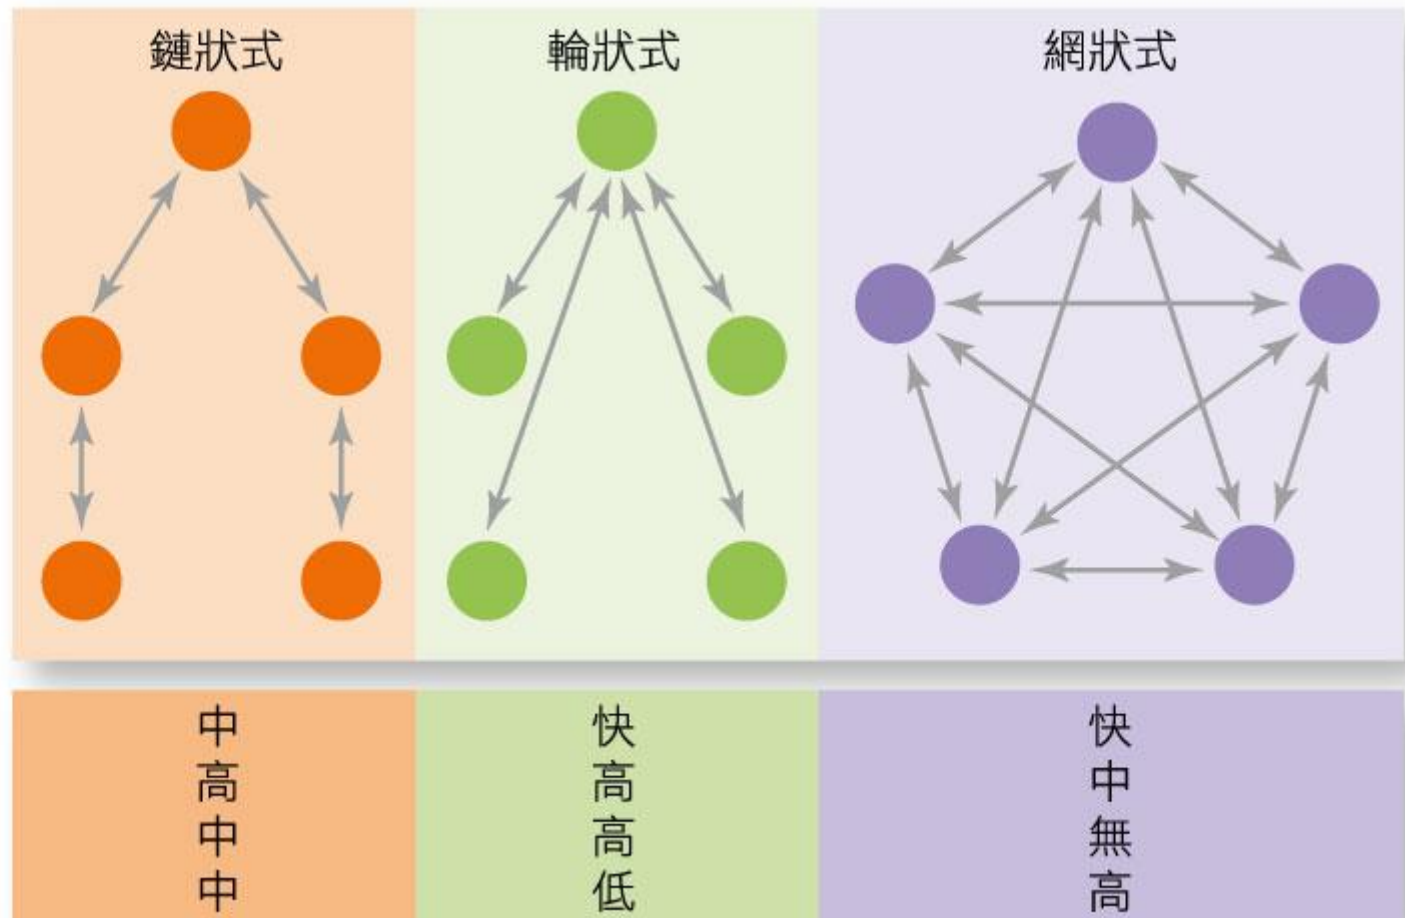 鏈狀式 輪狀式 網狀式
中 快 快
高 高 中
中 高 無
中 低 高